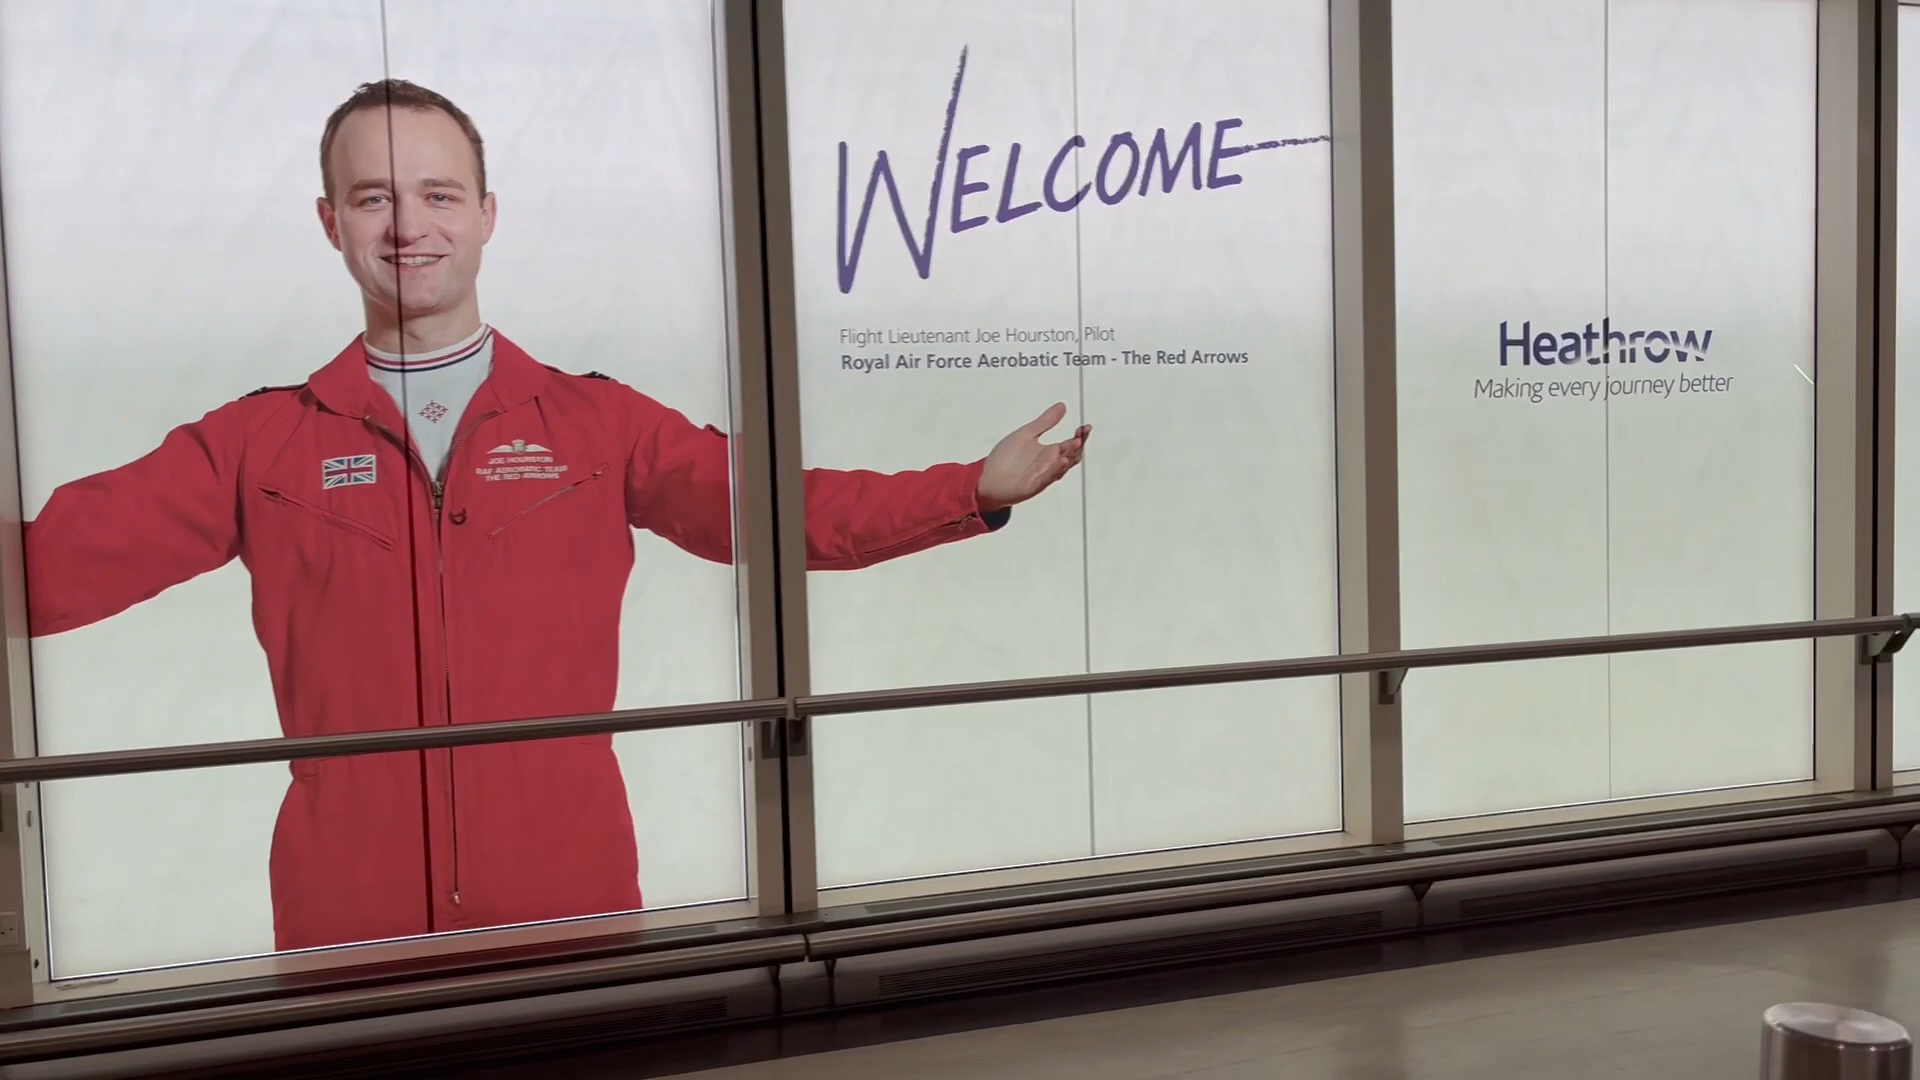 WELCOME
Flight Lieutenant Joe Hourston, Pilot
Royal Air Force Aerobatic Team - The Red Arrows
Heathrow
Making every journey better
JOE HOURSTON
RAF AEROBATIC TEAM
THE RED ARROWS